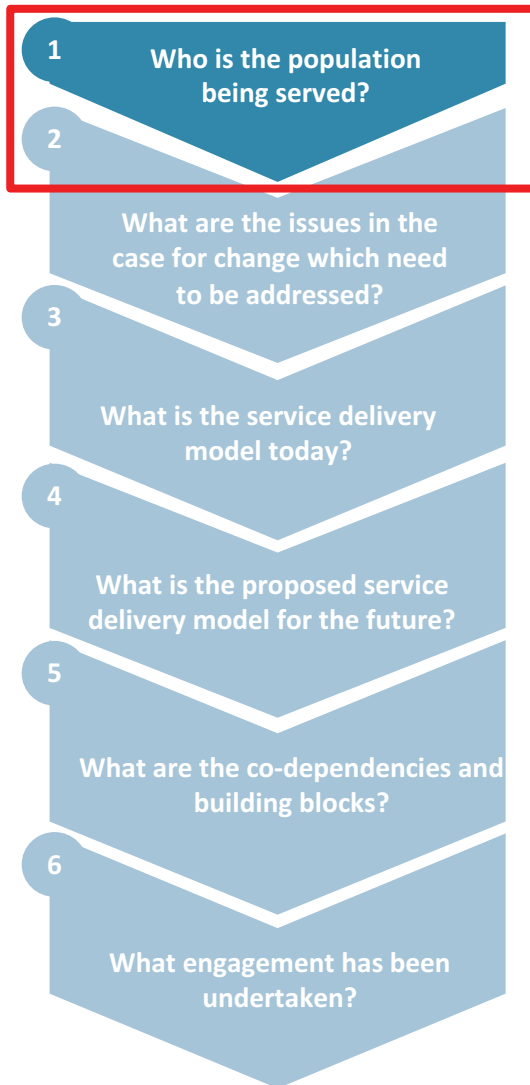 1
Who is the population
being served?
2
What are the issues in the
case for change which need
to be addressed?
3
What is the service delivery
model today?
4
What is the proposed service
delivery model for the future?
5
What are the co-dependencies and
building blocks?
6
What engagement has been
undertaken?